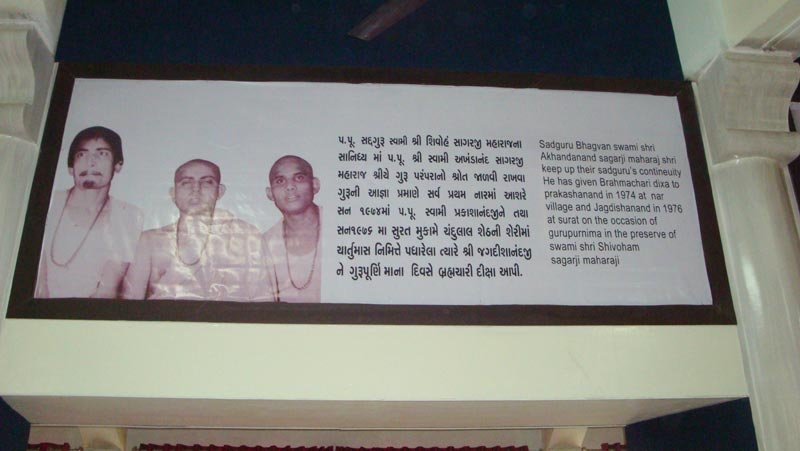 પ.પૂ. સદ્દગુરુ સ્વામી શ્રી શિવોહં સાગરજી મહારાજના
સાનિધ્ય માં પ.પૂ. શ્રી સ્વામી અખંડાનંદ સાગરજી
મહારાજ શ્રીયે ગુરુ પરંપરાનો શ્રોત જાળવી રાખવા
ગુરુની આજ્ઞા પ્રમાણે સર્વ પ્રથમ નારમાં આશરે
સન ૧૯૭૪માં પ.પૂ. સ્વામી પ્રકાશાનંદજીને તથા
સન૧૯૭૬ મા સુરત મુકામે ચંદુલાલ શેઠની શેરીમાં
ચાર્તુમાસ નિમિત્તે પધારેલા ત્યારે શ્રી જગદીશાનંદજી
ને ગુરુપૂર્ણિ માના દિવસે બ્રહ્મચારી દીક્ષા આપી.
Sadguru Bhagvan swami shri
Akhandanand sagarji maharaj shri
keep up their sadguru's contineuity
He has given Brahmachari dixa to
prakashanand in 1974 at nar
village and Jagdishanand in 1976
at surat on the occasion of
gurupurnima in the preserve of
swami shri Shivoham
sagarji maharaji